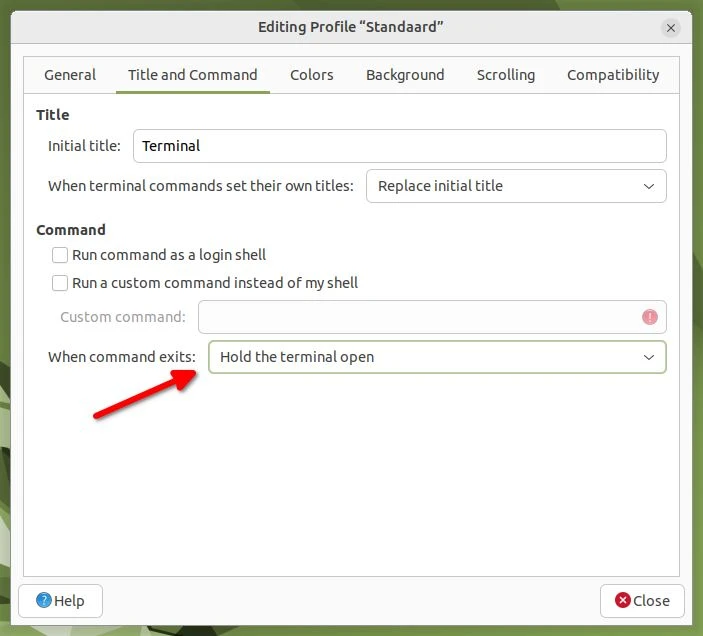 Editing Profile “Standaard”
General Title and Command Colors Background Scrolling Compatibility
Title
Initial title: Terminal
When terminal commands set their own titles: Replace initial title
Command
Run command as a login shell
Run a custom command instead of my shell
Custom command:
When command exits: Hold the terminal open
Help Close